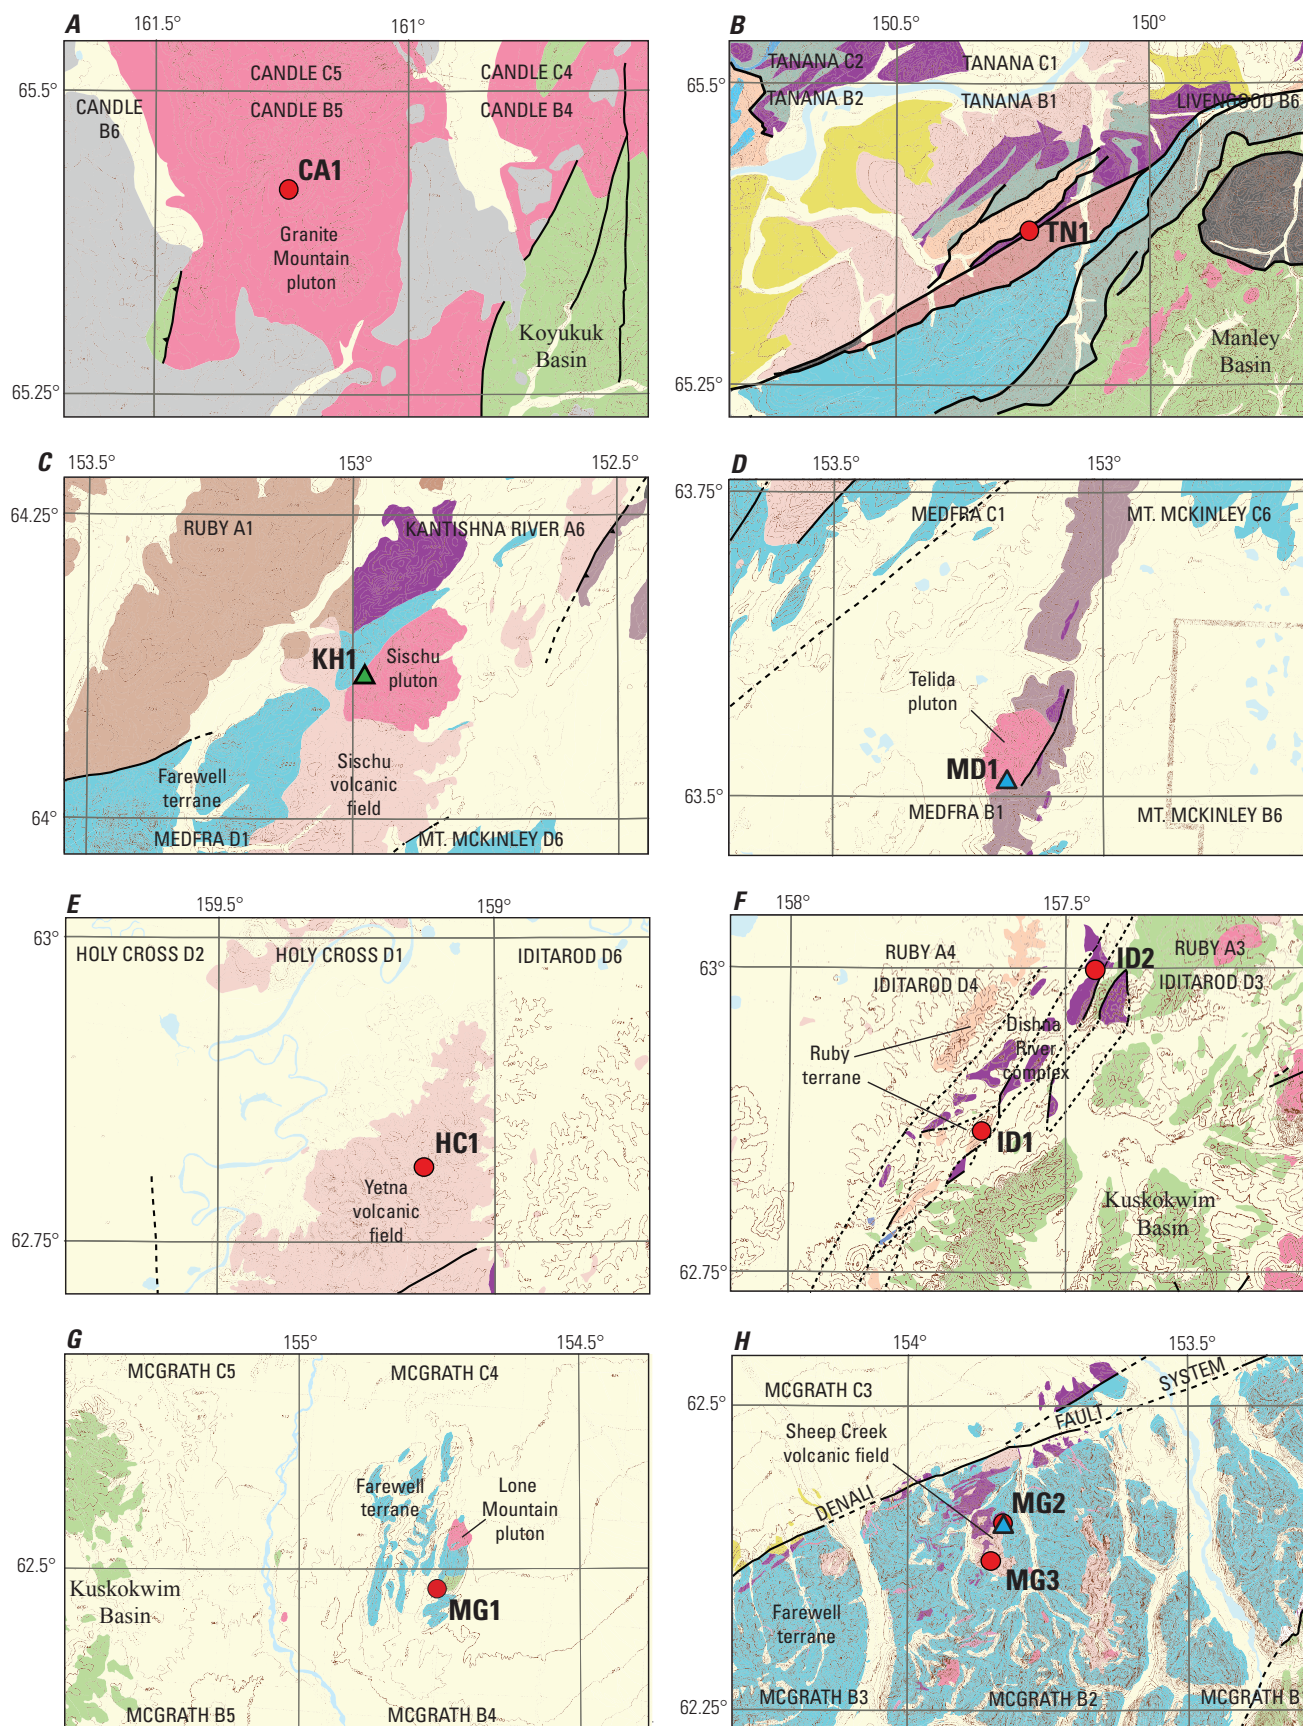 A
161.5°
161°
65.5°
65.25°
CANDLE C5
CANDLE C4
CANDLE B6
CANDLE B5
CANDLE B4
CA1
Granite
Mountain
pluton
Koyukuk
Basin
B
150.5°
150°
65.5°
65.25°
TANANA C2
TANANA C1
TANANA B2
TANANA B1
LIVENGOOD B6
TN1
Manley
Basin
C
153.5°
153°
152.5°
64.25°
64°
RUBY A1
KANTISHNA RIVER A6
KH1
Sischu
pluton
Farewell
terrane
Sischu
volcanic
field
MEDFRA D1
MT. MCKINLEY D6
D
153.5°
153°
63.75°
63.5°
MEDFRA C1
MT. MCKINLEY C6
Telida
pluton
MD1
MEDFRA B1
MT. MCKINLEY B6
E
159.5°
159°
63°
62.75°
HOLY CROSS D2
HOLY CROSS D1
IDITAROD D6
HC1
Yetna
volcanic
field
F
158°
157.5°
63°
62.75°
RUBY A4
RUBY A3
ID2
IDITAROD D4
IDITAROD D3
Dishna
River
complex
Ruby
terrane
ID1
Kuskokwim
Basin
G
155°
154.5°
62.5°
MCGRATH C5
MCGRATH C4
Farewell
terrane
Lone
Mountain
pluton
Kuskokwim
Basin
MG1
MCGRATH B5
MCGRATH B4
H
154°
153.5°
62.5°
62.25°
MCGRATH C3
DENALI
FAULT
SYSTEM
Sheep Creek
volcanic field
MG2
MG3
Farewell
terrane
MCGRATH B3
MCGRATH B2
MCGRATH B